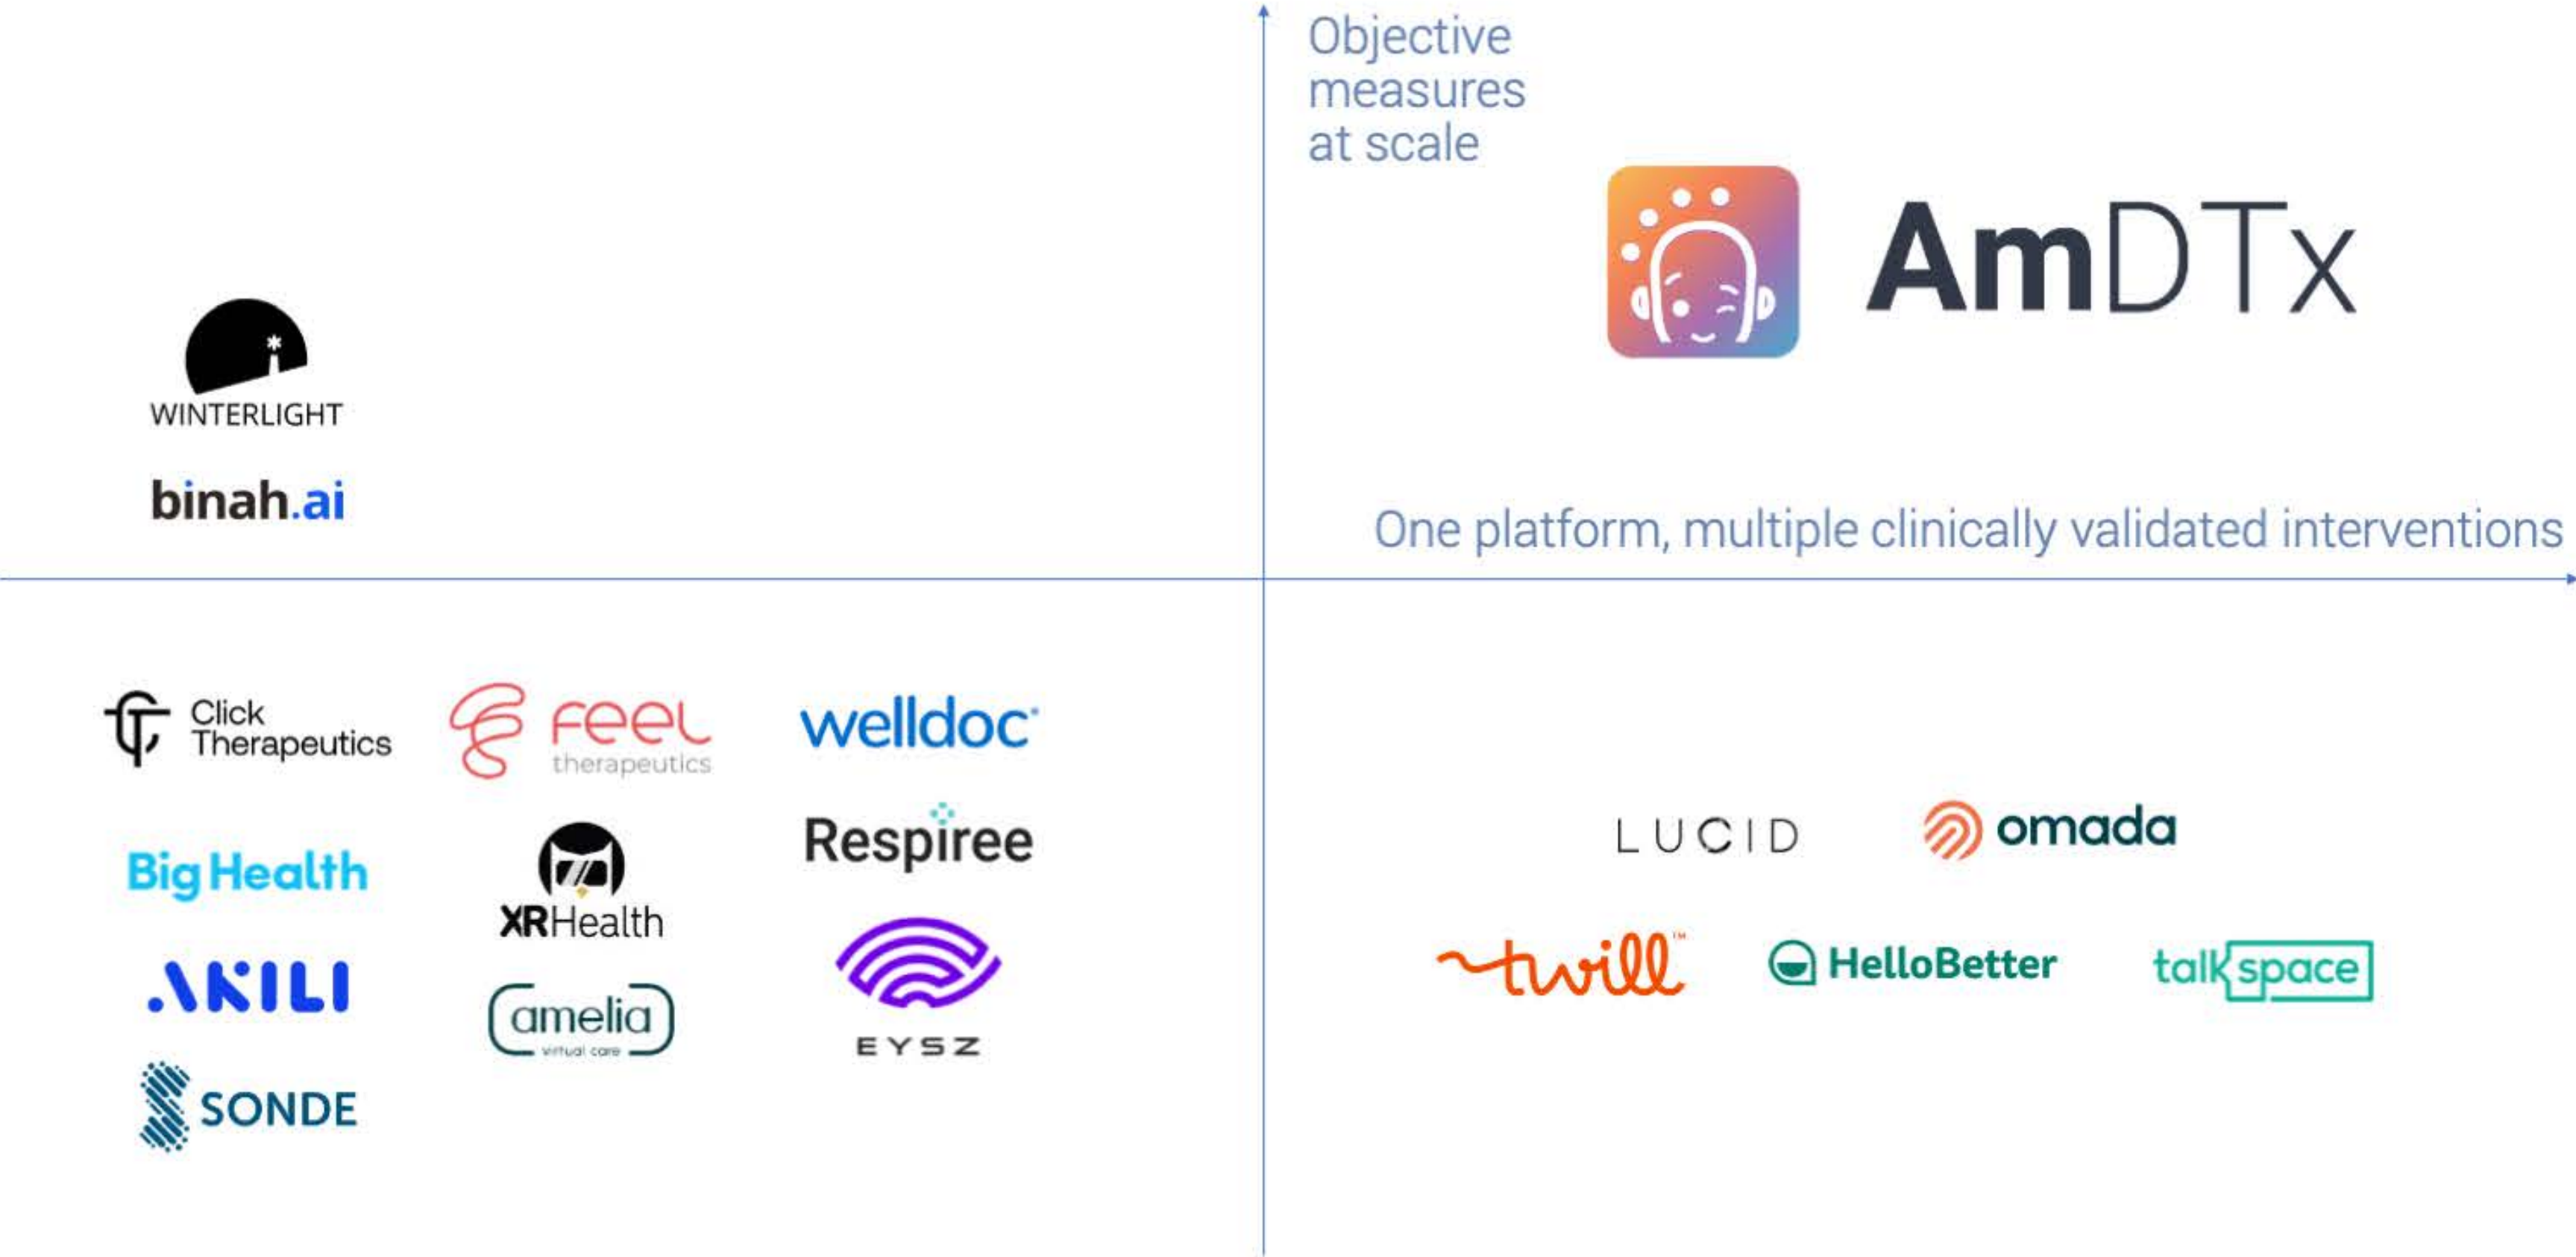 Objective
measures
at scale
AmDTx
WINTERLIGHT
binah.ai
One platform, multiple clinically validated interventions
Click
Therapeutics
feel
therapeutics
welldoc
Respiree
Big Health
XRHealth
AKILI
amelia
virtual care
EYSZ
SONDE
LUCID
omada
twill™
HelloBetter
talkspace